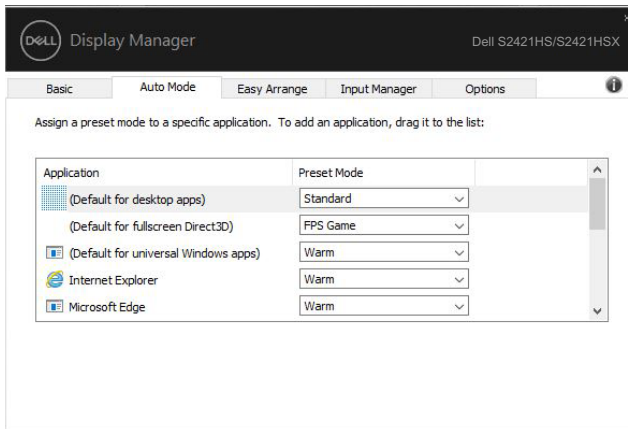 DELL Display Manager Dell S2421HS/S2421HSX
Basic Auto Mode Easy Arrange Input Manager Options
Assign a preset mode to a specific application. To add an application, drag it to the list:
Application Preset Mode
(Default for desktop apps) Standard
(Default for fullscreen Direct3D) FPS Game
(Default for universal Windows apps) Warm
Internet Explorer Warm
Microsoft Edge Warm